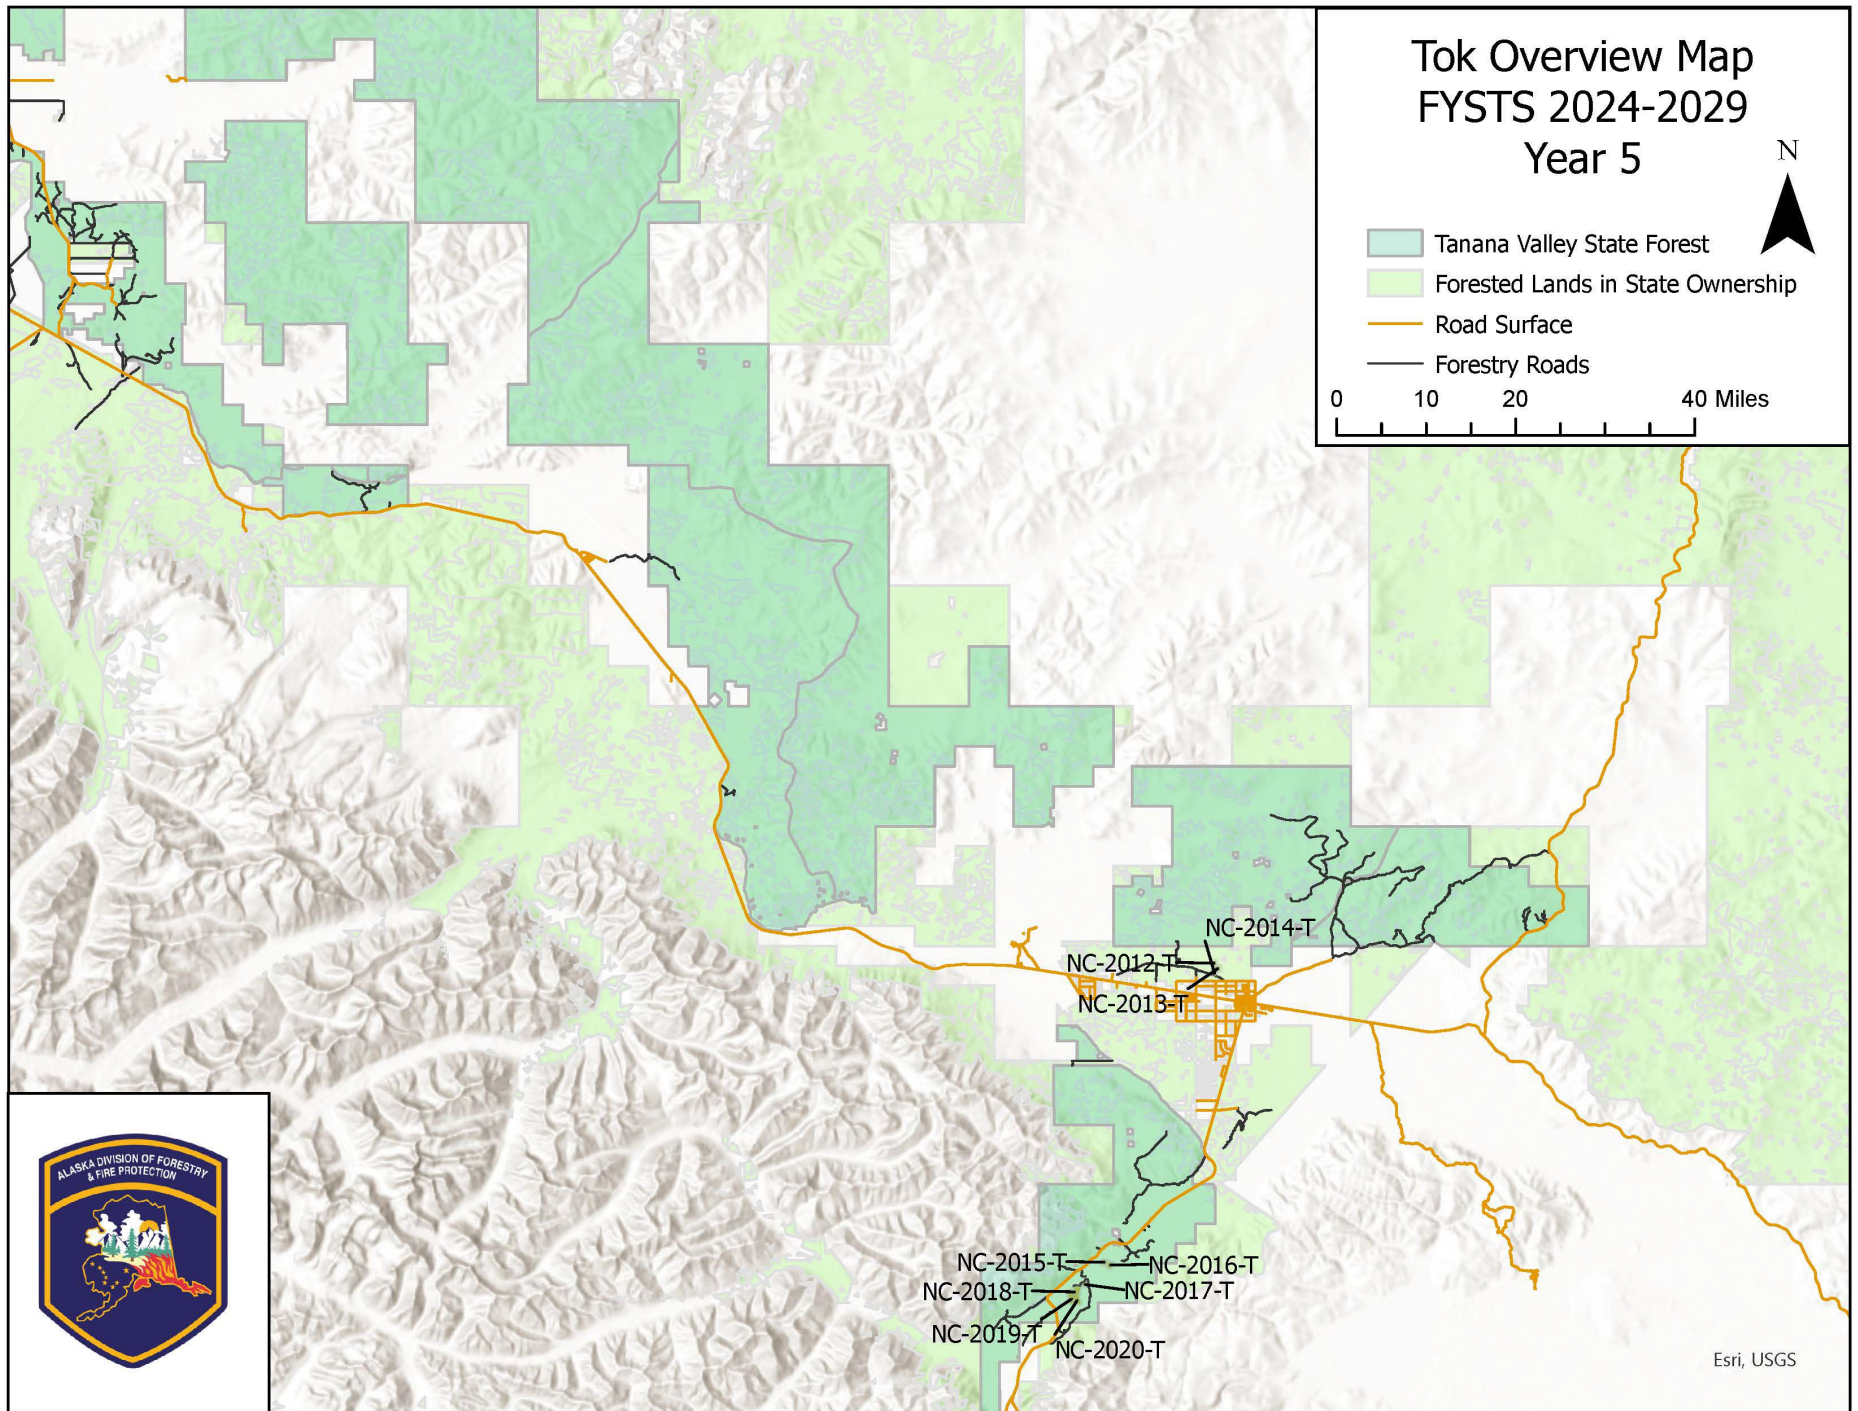 Tok Overview Map
FYSTS 2024-2029
Year 5
N
Tanana Valley State Forest
Forested Lands in State Ownership
Road Surface
Forestry Roads
0 10 20 40 Miles
NC-2014-T
NC-2012-T
NC-2013-T
NC-2015-T
NC-2016-T
NC-2018-T
NC-2017-T
NC-2019-T
NC-2020-T
ALASKA DIVISION OF FORESTRY
& FIRE PROTECTION
Esri, USGS